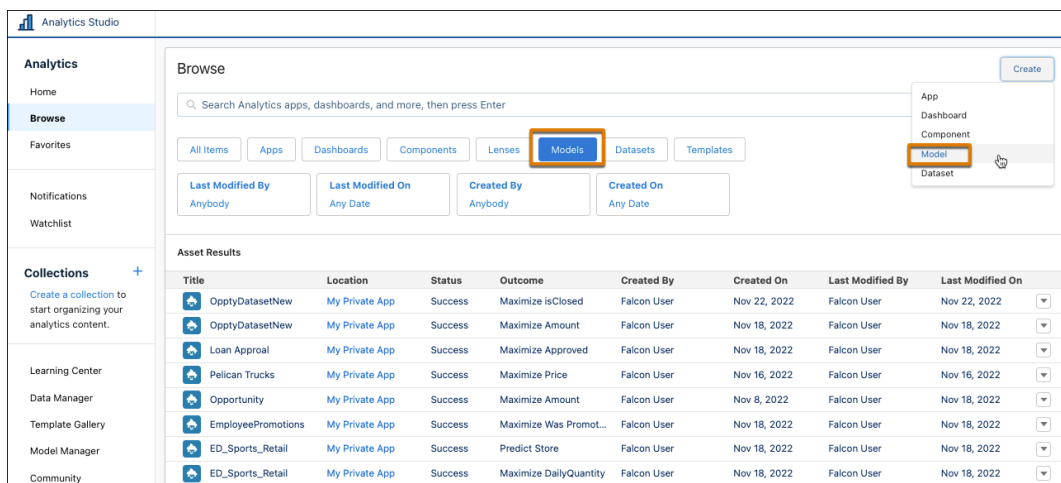 Analytics Studio
Analytics
Home
Browse
Favorites
Notifications
Watchlist
Collections +
Create a collection to
start organizing your
analytics content.
Learning Center
Data Manager
Template Gallery
Model Manager
Community
Browse
Create
Search Analytics apps, dashboards, and more, then press Enter
App
Dashboard
Component
Model
Dataset
All Items Apps Dashboards Components Lenses Models Datasets Templates
Last Modified By Last Modified On Created By Created On
Anybody Any Date Anybody Any Date
Asset Results
Title Location Status Outcome Created By Created On Last Modified By Last Modified On
OpptyDatasetNew My Private App Success Maximize isClosed Falcon User Nov 22, 2022 Falcon User Nov 22, 2022
OpptyDatasetNew My Private App Success Maximize Amount Falcon User Nov 18, 2022 Falcon User Nov 18, 2022
Loan Approal My Private App Success Maximize Approved Falcon User Nov 18, 2022 Falcon User Nov 18, 2022
Pelican Trucks My Private App Success Maximize Price Falcon User Nov 16, 2022 Falcon User Nov 16, 2022
Opportunity My Private App Success Maximize Amount Falcon User Nov 8, 2022 Falcon User Nov 18, 2022
EmployeePromotions My Private App Success Maximize Was Promot... Falcon User Nov 18, 2022 Falcon User Nov 18, 2022
ED_Sports_Retail My Private App Success Predict Store Falcon User Nov 18, 2022 Falcon User Nov 18, 2022
ED_Sports_Retail My Private App Success Maximize DailyQuantity Falcon User Nov 18, 2022 Falcon User Nov 18, 2022